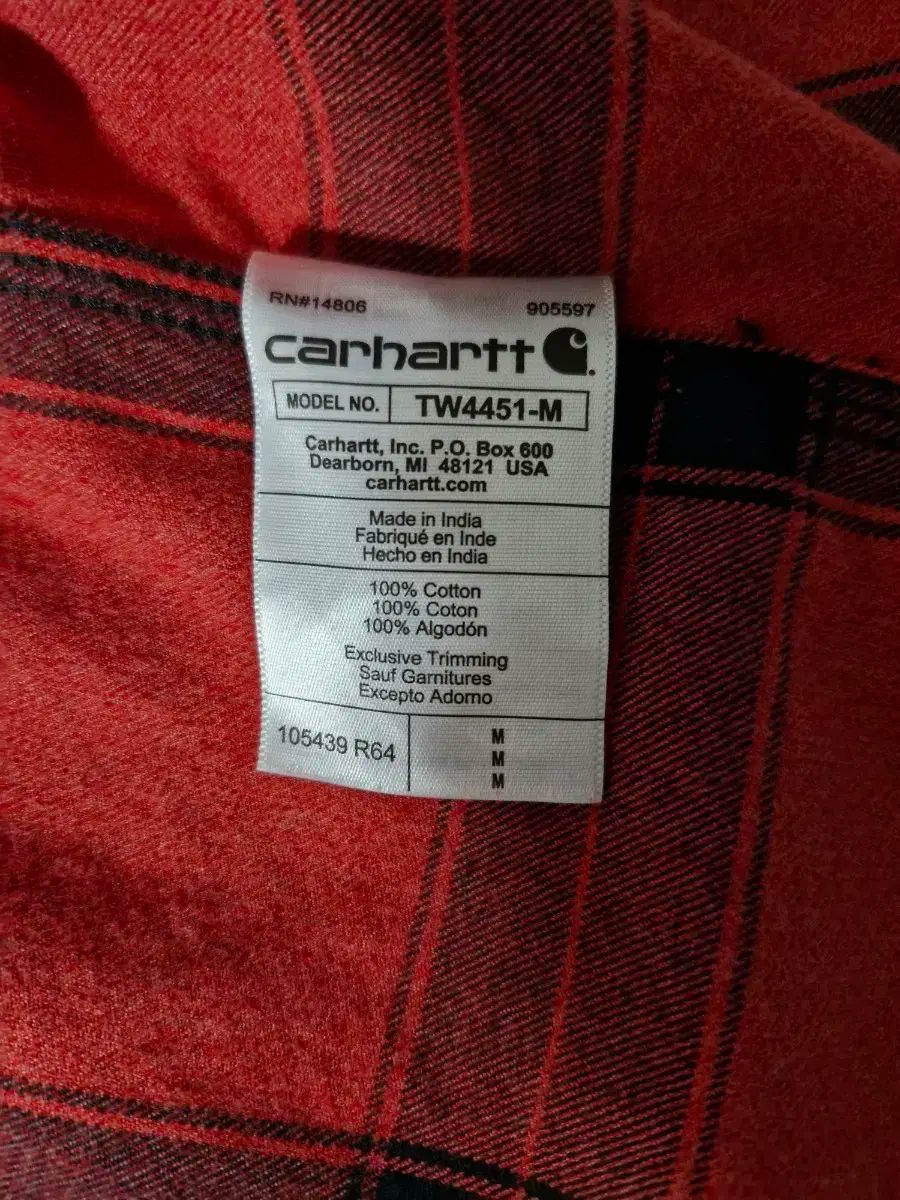 RN#14806 905597
carhartt
MODEL NO. TW4451-M
Carhartt, Inc. P.O. Box 600
Dearborn, MI 48121 USA
carhartt.com
Made in India
Fabriqué en Inde
Hecho en India
100% Cotton
100% Coton
100% Algodón
Exclusive Trimming
Sauf Garnitures
Excepto Adorno
105439 R64
M
M
M